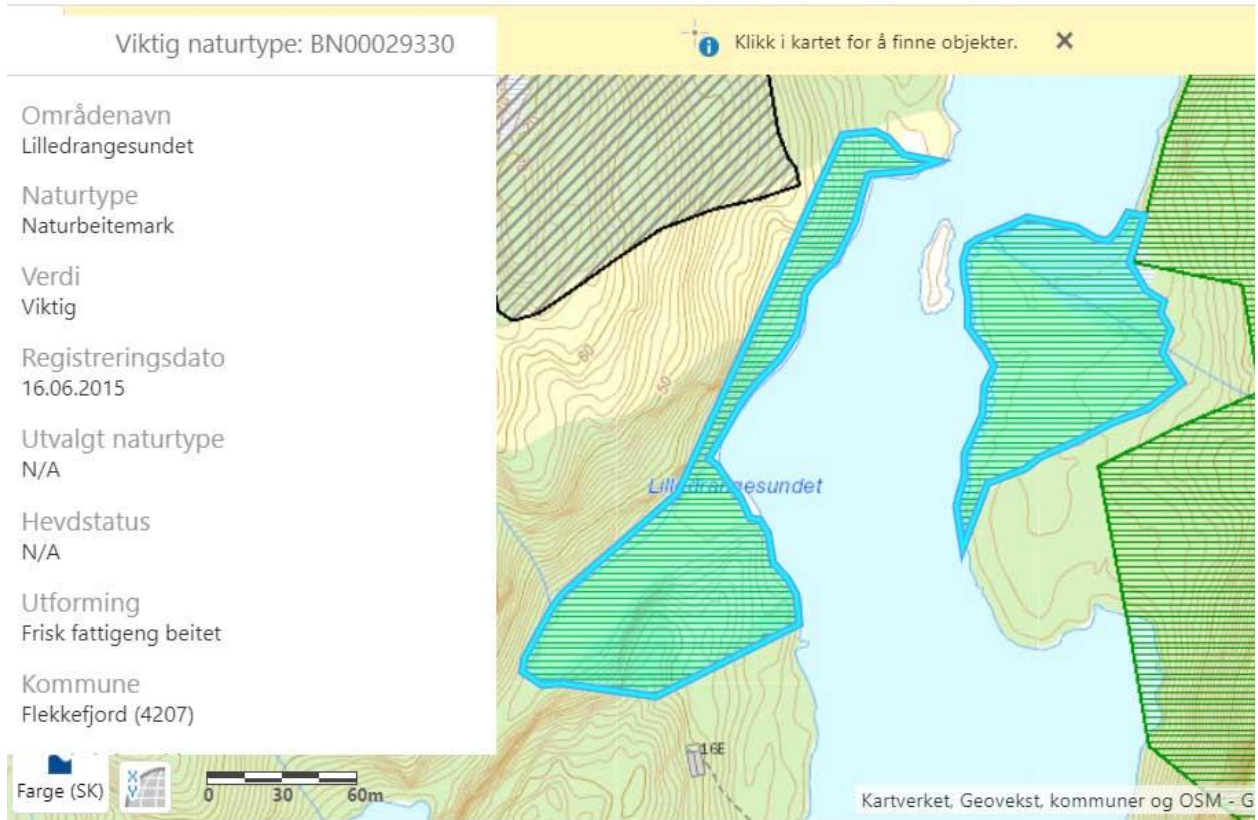 Viktig naturtype: BN00029330
Klikk i kartet for å finne objekter.
Områdenavn
Lilledrangesundet
Naturtype
Naturbeitemark
Verdi
Viktig
Registreringsdato
16.06.2015
Utvalgt naturtype
N/A
Hevdstatus
N/A
Utforming
Frisk fattigeng beitet
Kommune
Flekkefjord (4207)
60
50
Lilledrangesundet
16E
Farge (SK)
X
Y
0 30 60m
Kartverket, Geovekst, kommuner og OSM - G